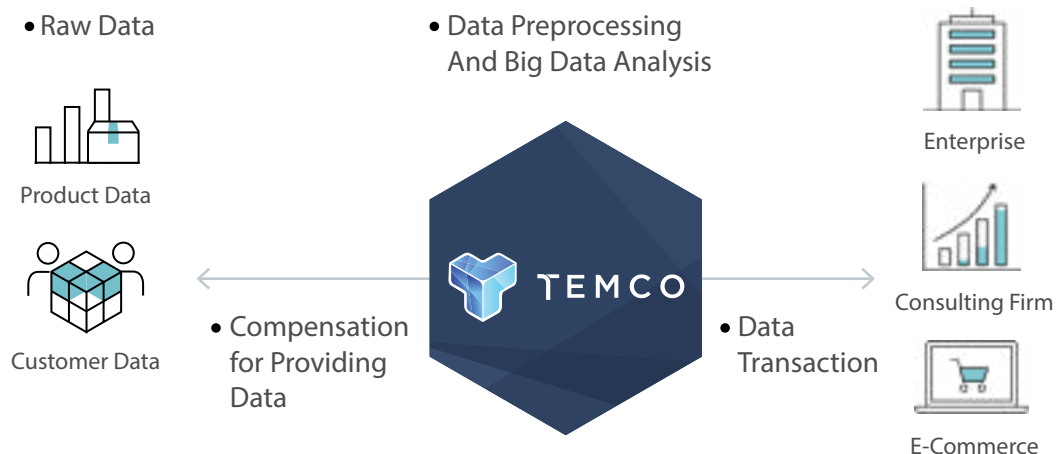 • Raw Data
Product Data
Customer Data
• Compensation
for Providing
Data
• Data Preprocessing
And Big Data Analysis
TEMCO
• Data
Transaction
Enterprise
Consulting Firm
E-Commerce